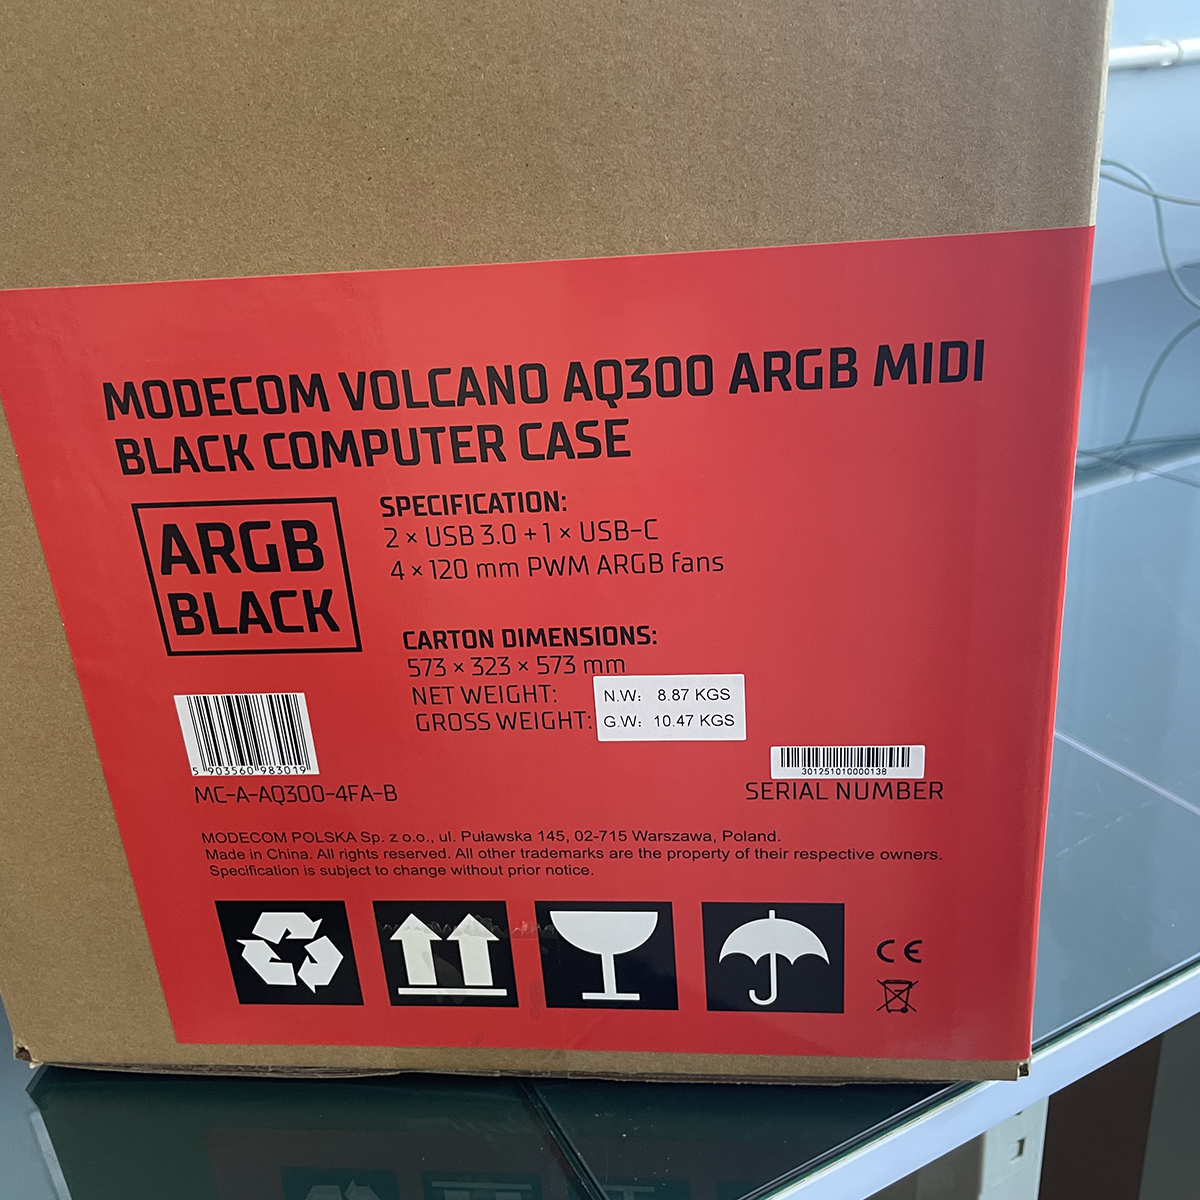 MODECOM VOLCANO AQ300 ARGB MIDI
BLACK COMPUTER CASE
ARGB
BLACK
SPECIFICATION:
2 × USB 3.0 + 1 × USB-C
4 × 120 mm PWM ARGB fans
CARTON DIMENSIONS:
573 × 323 × 573 mm
NET WEIGHT: N.W: 8.87 KGS
GROSS WEIGHT: G.W: 10.47 KGS
5 903560 983019
MC-A-AQ300-4FA-B
301251010000138
SERIAL NUMBER
MODECOM POLSKA Sp. z o.o., ul. Puławska 145, 02-715 Warszawa, Poland.
Made in China. All rights reserved. All other trademarks are the property of their respective owners.
Specification is subject to change without prior notice.
CE